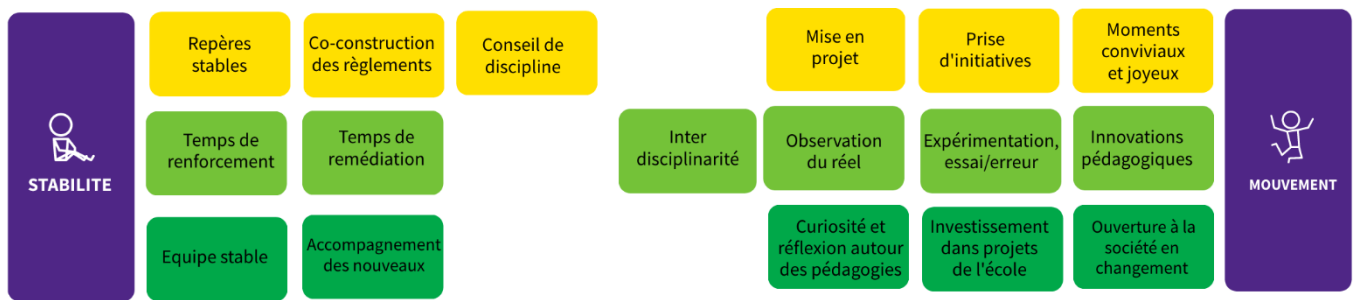 STABILITE
Repères
stables
Co-construction
des règlements
Conseil de
discipline
Mise en
projet
Prise
d'initiatives
Moments
conviviaux
et joyeux
Temps de
renforcement
Temps de
remédiation
Inter
disciplinarité
Observation
du réel
Expérimentation,
essai/erreur
Innovations
pédagogiques
Equipe stable
Accompagnement
des nouveaux
Curiosité et
réflexion autour
des pédagogies
Investissement
dans projets
de l'école
Ouverture à la
société en
changement
MOUVEMENT